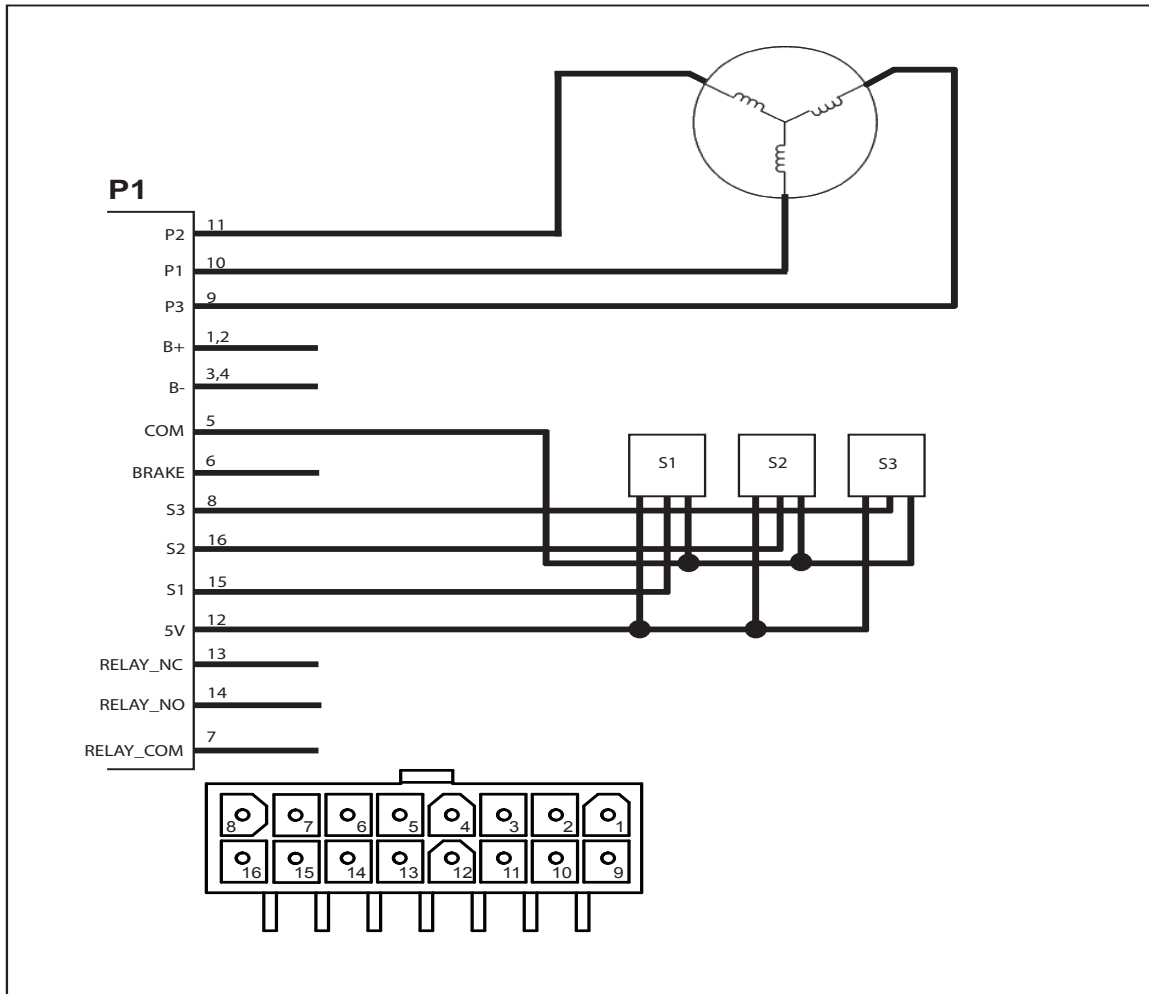 P1
P2 11
P1 10
P3 9
B+ 1,2
B- 3,4
COM 5
BRAKE 6
S3 8
S2 16
S1 15
5V 12
RELAY_NC 13
RELAY_NO 14
RELAY_COM 7
S1 S2 S3
8 7 6 5 4 3 2 1
16 15 14 13 12 11 10 9